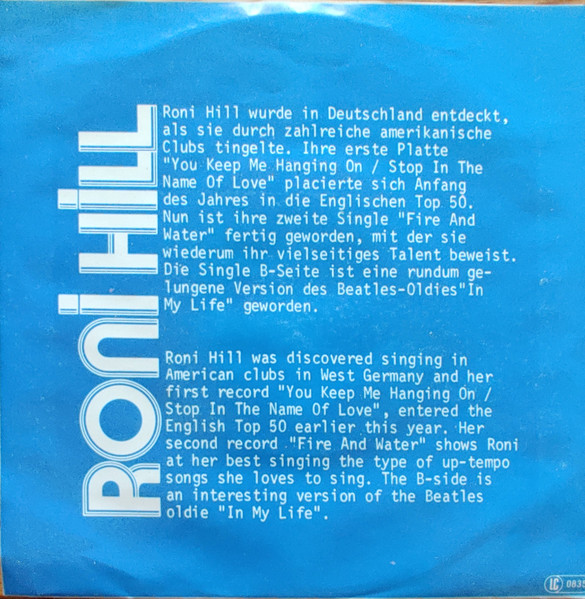 RONI HILL
Roni Hill wurde in Deutschland entdeckt,
als sie durch zahlreiche amerikanische
Clubs tingelte. Ihre erste Platte
"You Keep Me Hanging On / Stop In The
Name Of Love" placierte sich Anfang
des Jahres in die Englischen Top 50.
Nun ist ihre zweite Single "Fire And
Water" fertig geworden, mit der sie
wiederum ihr vielseitiges Talent beweist.
Die Single B-Seite ist eine rundum ge-
lungene Version des Beatles-Oldies"In
My Life" geworden.
Roni Hill was discovered singing in
American clubs in West Germany and her
first record "You Keep Me Hanging On /
Stop In The Name Of Love", entered the
English Top 50 earlier this year. Her
second record "Fire And Water" shows Roni
at her best singing the type of up-tempo
songs she loves to sing. The B-side is
an interesting version of the Beatles
oldie "In My Life".
LC